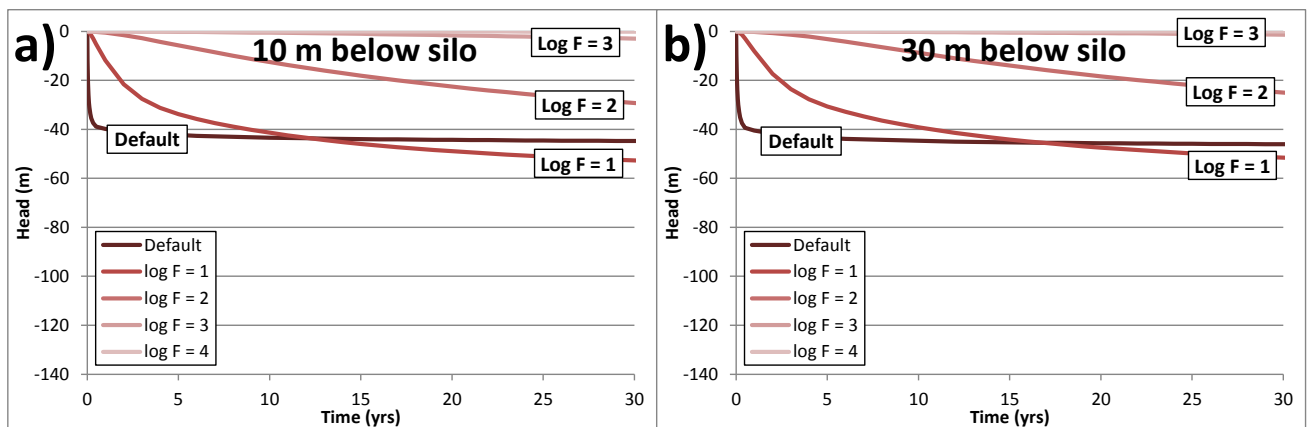 a)
10 m below silo
Log F = 3
Log F = 2
Default
Log F = 1
Head (m)
0
-20
-40
-60
-80
-100
-120
-140
Default
log F = 1
log F = 2
log F = 3
log F = 4
0 5 10 15 20 25 30
Time (yrs)
b)
30 m below silo
Log F = 3
Log F = 2
Default
Log F = 1
Head (m)
0
-20
-40
-60
-80
-100
-120
-140
Default
log F = 1
log F = 2
log F = 3
log F = 4
0 5 10 15 20 25 30
Time (yrs)